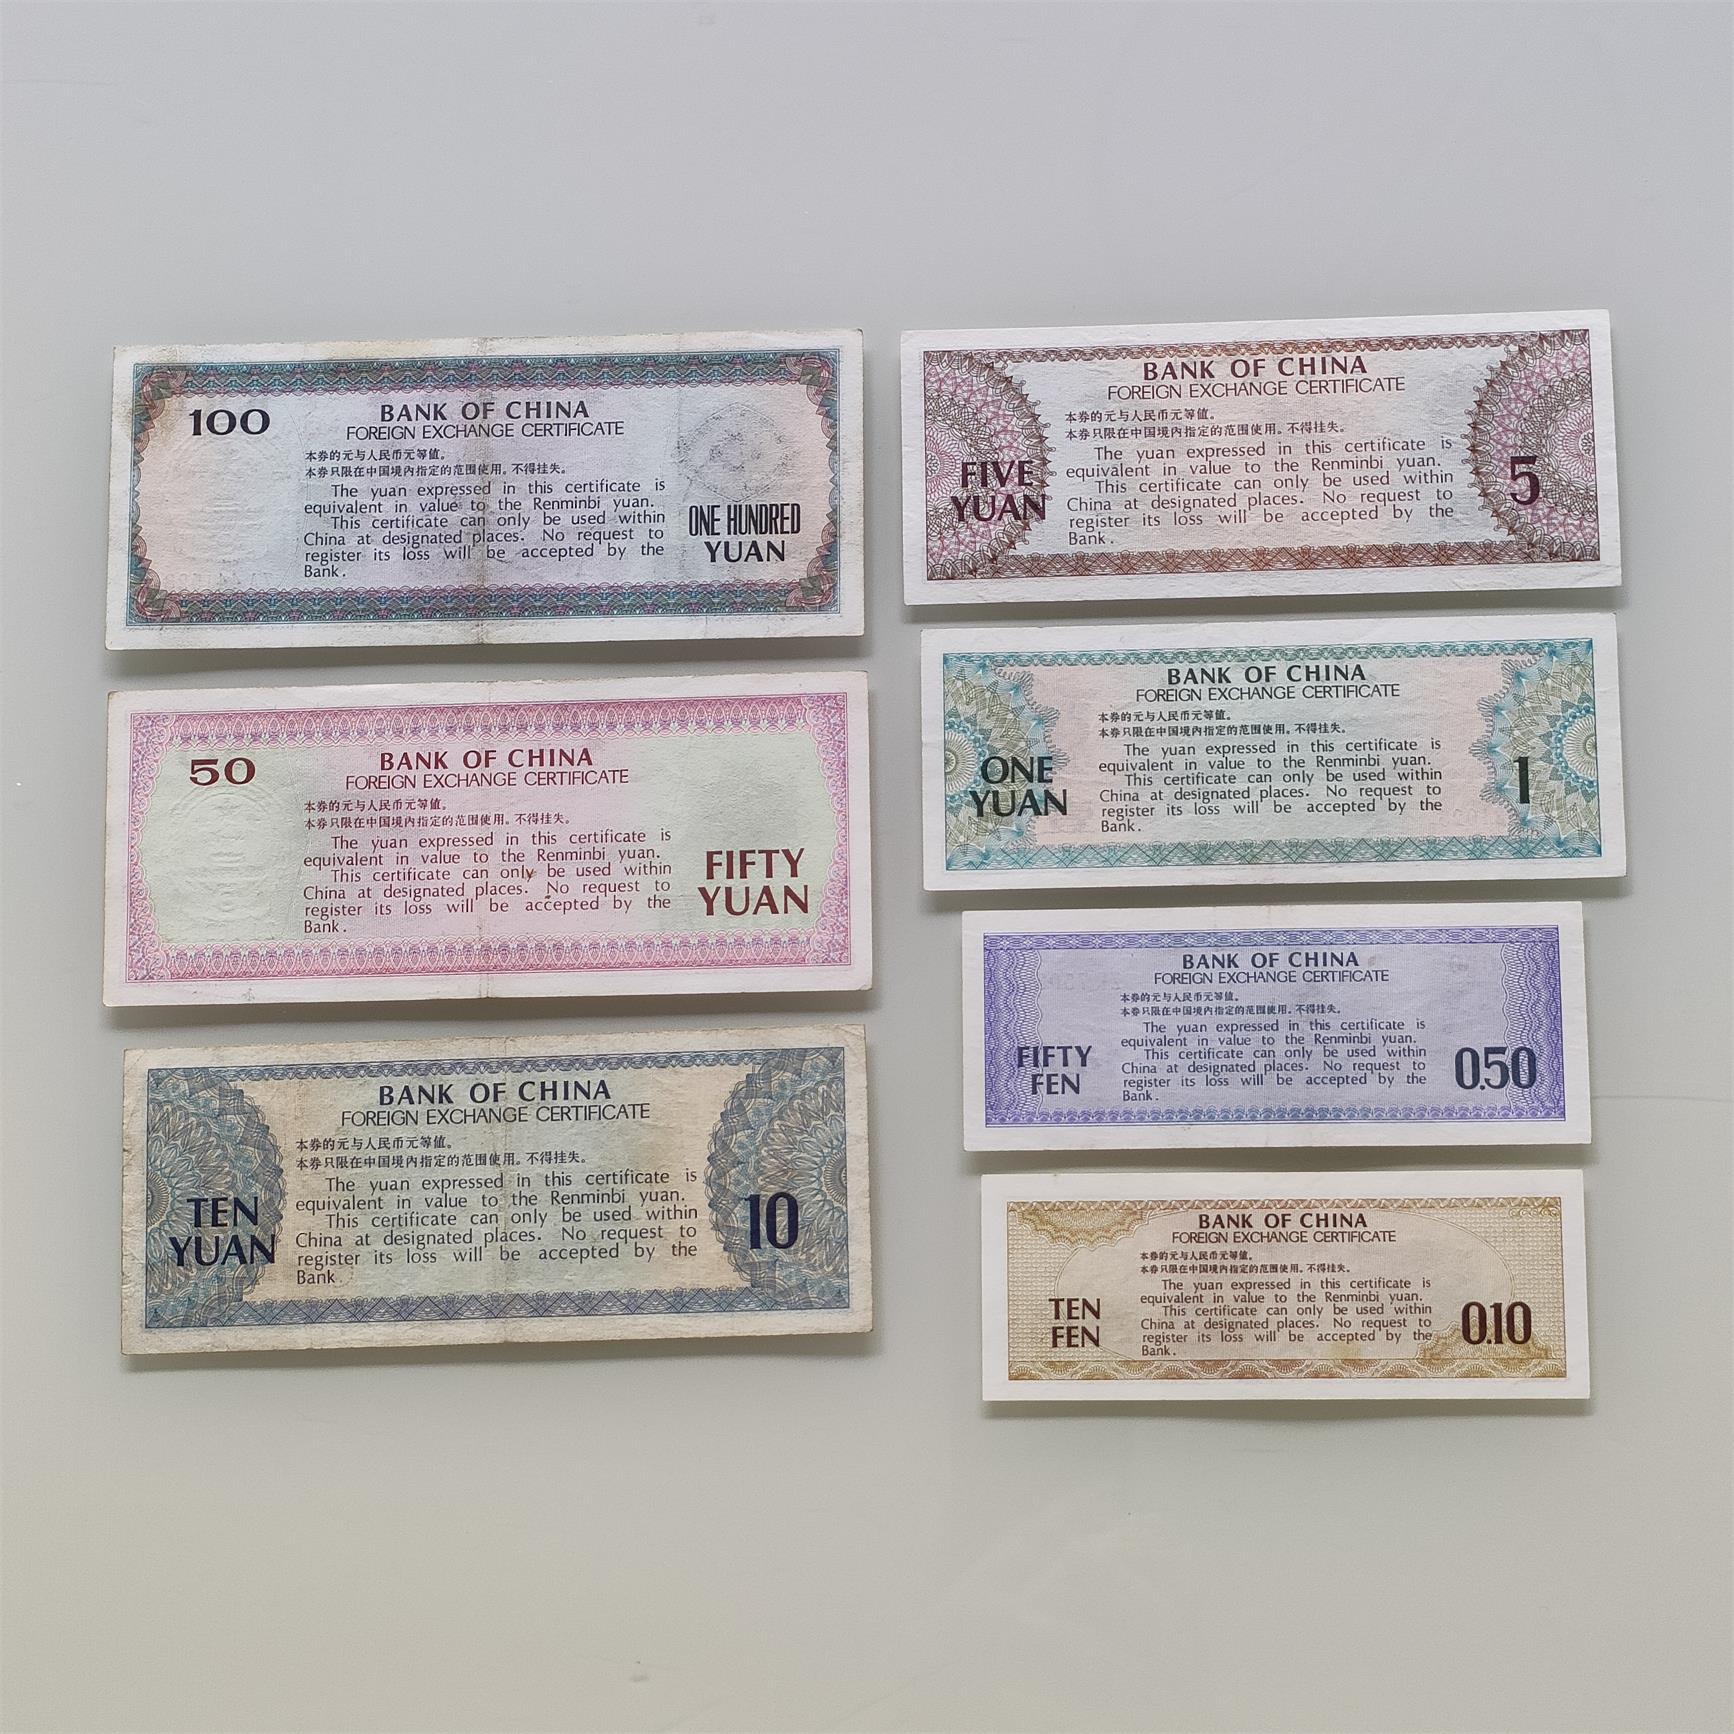 100
BANK OF CHINA
FOREIGN EXCHANGE CERTIFICATE
本券的元与人民币元等值。
本券只限在中国境内指定的范围使用。不得挂失。
The yuan expressed in this certificate is
equivalent in value to the Renminbi yuan.
This certificate can only be used within
China at designated places. No request to
register its loss will be accepted by the
Bank.
ONE HUNDRED
YUAN
50
BANK OF CHINA
FOREIGN EXCHANGE CERTIFICATE
本券的元与人民币元等值。
本券只限在中国境内指定的范围使用。不得挂失。
The yuan expressed in this certificate is
equivalent in value to the Renminbi yuan.
This certificate can only be used within
China at designated places. No request to
register its loss will be accepted by the
Bank.
FIFTY
YUAN
BANK OF CHINA
FOREIGN EXCHANGE CERTIFICATE
本券的元与人民币元等值。
本券只限在中国境内指定的范围使用。不得挂失。
The yuan expressed in this certificate is
equivalent in value to the Renminbi yuan.
This certificate can only be used within
China at designated places. No request to
register its loss will be accepted by the
Bank
TEN
YUAN
10
BANK OF CHINA
FOREIGN EXCHANGE CERTIFICATE
本券的元与人民币元等值。
本券只限在中国境内指定的范围使用。不得挂失。
The yuan expressed in this certificate is
equivalent in value to the Renminbi yuan.
This certificate can only be used within
China at designated places. No request to
register its loss will be accepted by the
Bank.
FIVE
YUAN
5
BANK OF CHINA
FOREIGN EXCHANGE CERTIFICATE
本券的元与人民币元等值。
本券只限在中国境内指定的范围使用。不得挂失。
The yuan expressed in this certificate is
equivalent in value to the Renminbi yuan.
This certificate can only be used within
China at designated places. No request to
register its loss will be accepted by the
Bank.
ONE
YUAN
1
BANK OF CHINA
FOREIGN EXCHANGE CERTIFICATE
本券的元与人民币元等值。
本券只限在中国境内指定的范围使用。不得挂失。
The yuan expressed in this certificate is
equivalent in value to the Renminbi yuan.
This certificate can only be used within
China at designated places. No request to
register its loss will be accepted by the
Bank.
FIFTY
FEN
0.50
BANK OF CHINA
FOREIGN EXCHANGE CERTIFICATE
本券的元与人民币元等值。
本券只限在中国境内指定的范围使用。不得挂失。
The yuan expressed in this certificate is
equivalent in value to the Renminbi yuan.
This certificate can only be used within
China at designated places. No request to
register its loss will be accepted by the
Bank.
TEN
FEN
0.10